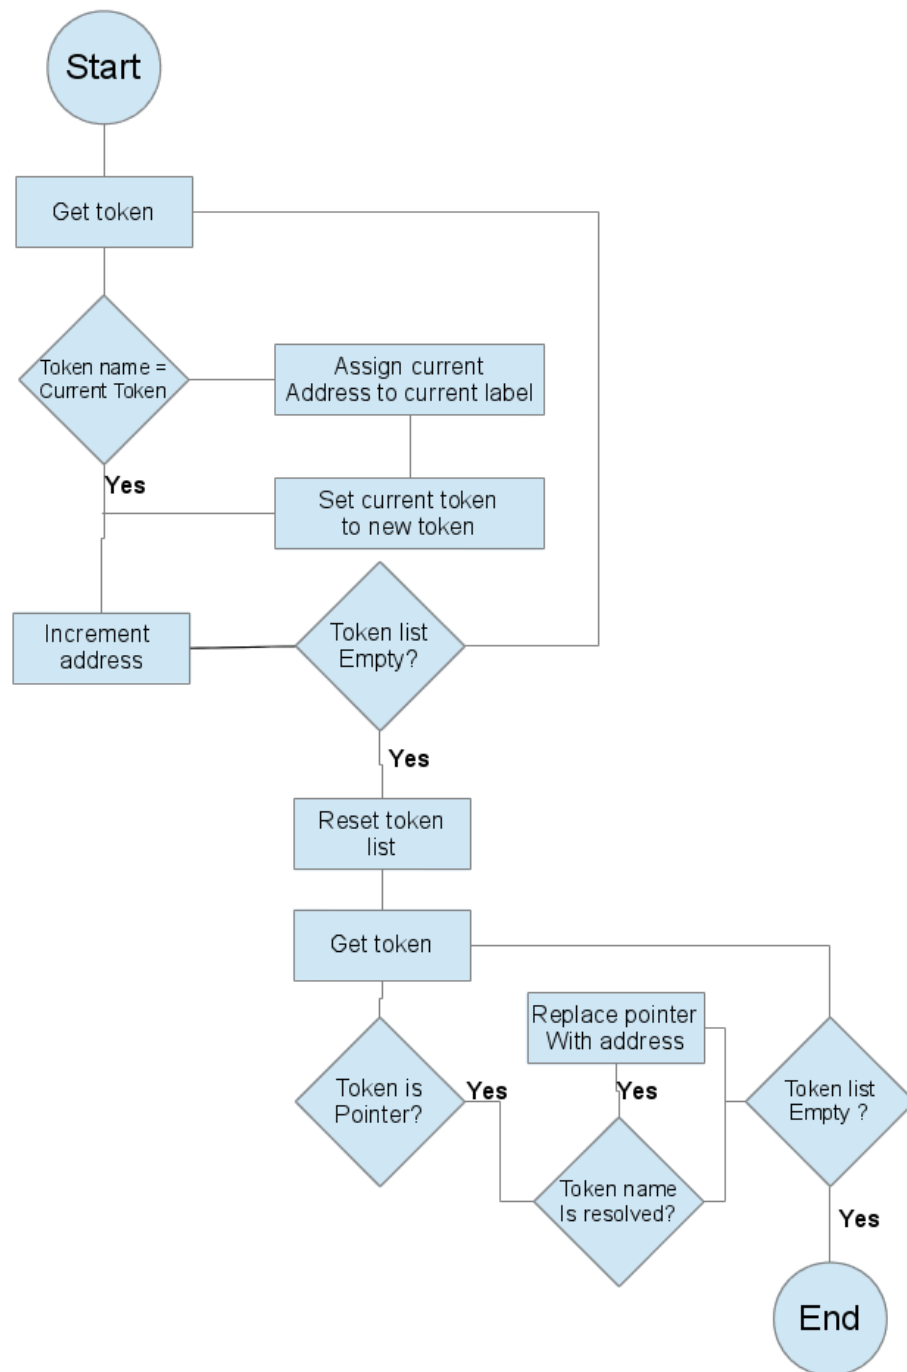 Start
Get token
Token name =
Current Token
Assign current
Address to current label
Yes
Set current token
to new token
Increment
address
Token list
Empty?
Yes
Reset token
list
Get token
Replace pointer
With address
Token is
Pointer?
Yes
Yes
Token list
Empty ?
Token name
Is resolved?
Yes
End